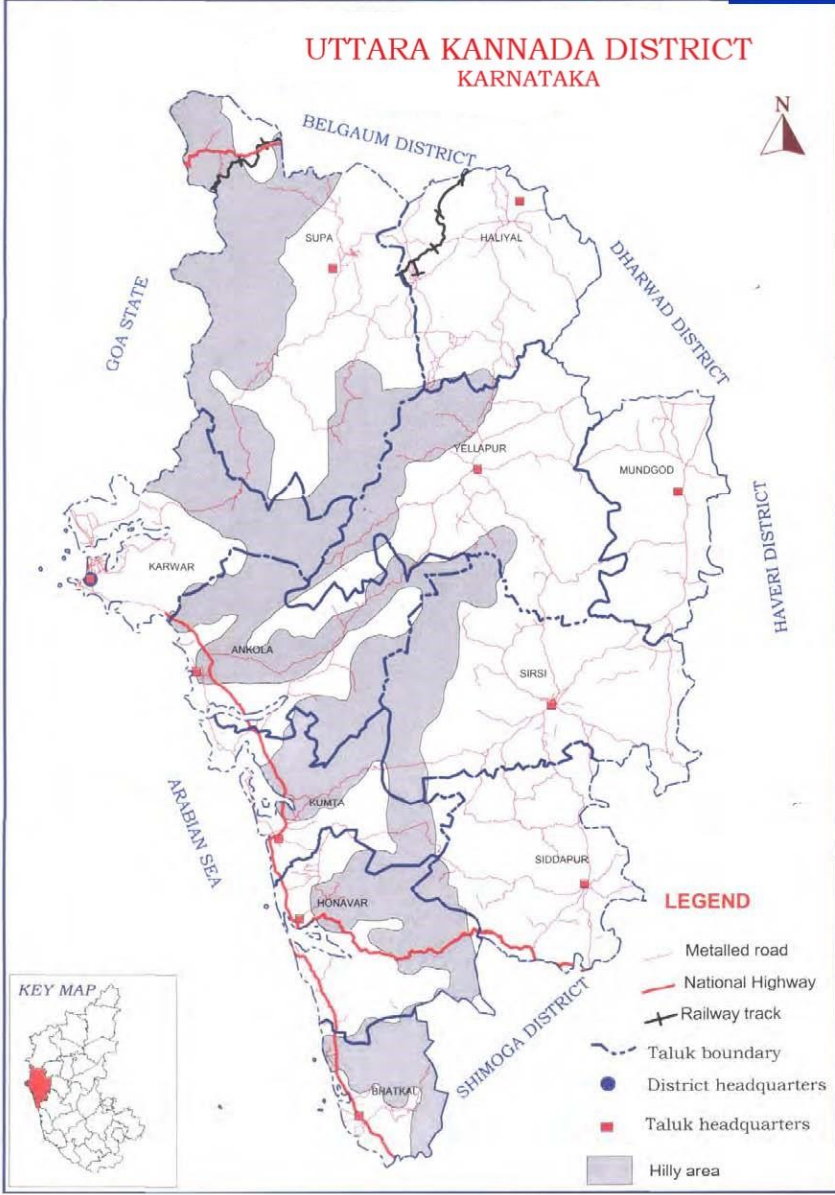 UTTARA KANNADA DISTRICT
KARNATAKA
N
BELGAUM DISTRICT
SUPA
HALIYAL
DHARWAD DISTRICT
GOA STATE
YELLAPUR
MUNDGOD
HAVERI DISTRICT
KARWAR
ANKOLA
SIRSI
ARABIAN SEA
KUMTA
SIDDAPUR
HONAVAR
SHIMOGA DISTRICT
BHATKAL
LEGEND
Metalled road
National Highway
Railway track
Taluk boundary
District headquarters
Taluk headquarters
Hilly area
KEY MAP